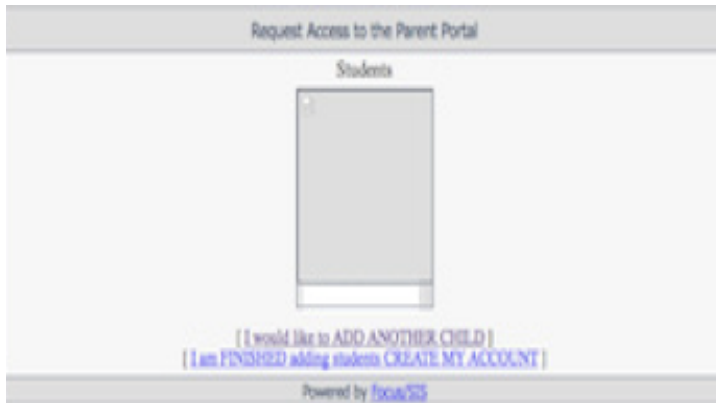 Request Access to the Parent Portal
Students
[ I would like to ADD ANOTHER CHILD ]
[ I am FINISHED adding students CREATE MY ACCOUNT ]
Powered by Focus/SIS